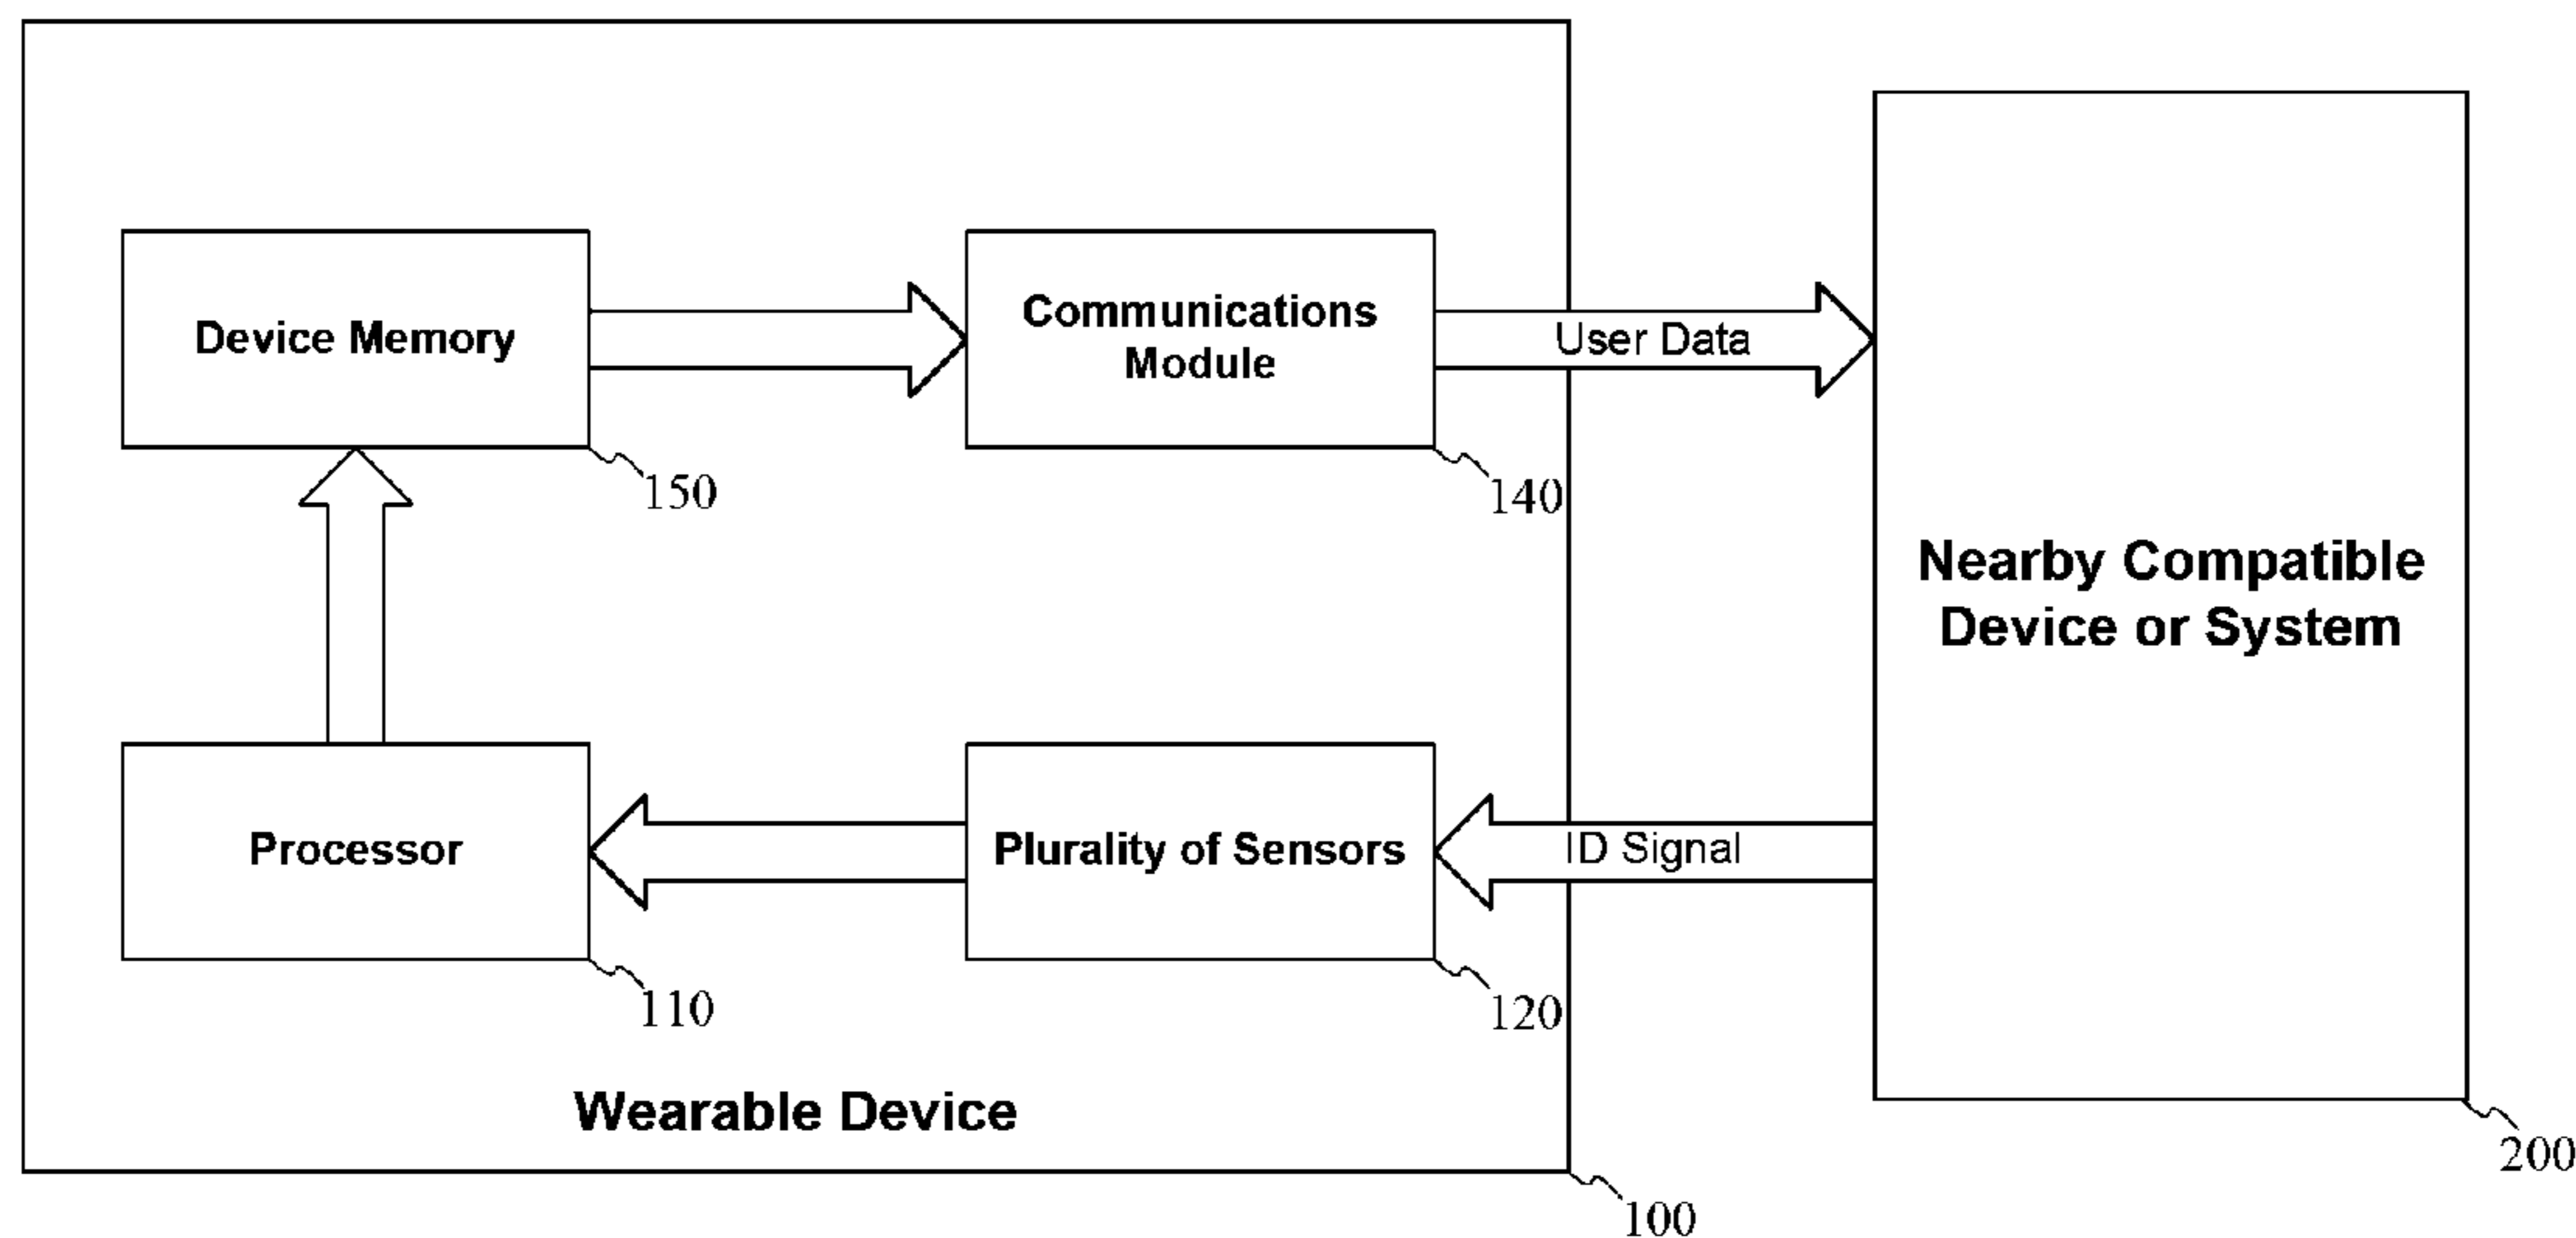 Device Memory
Communications
Module
User Data
150
140
Nearby Compatible
Device or System
Processor
Plurality of Sensors
ID Signal
110
120
Wearable Device
200
100